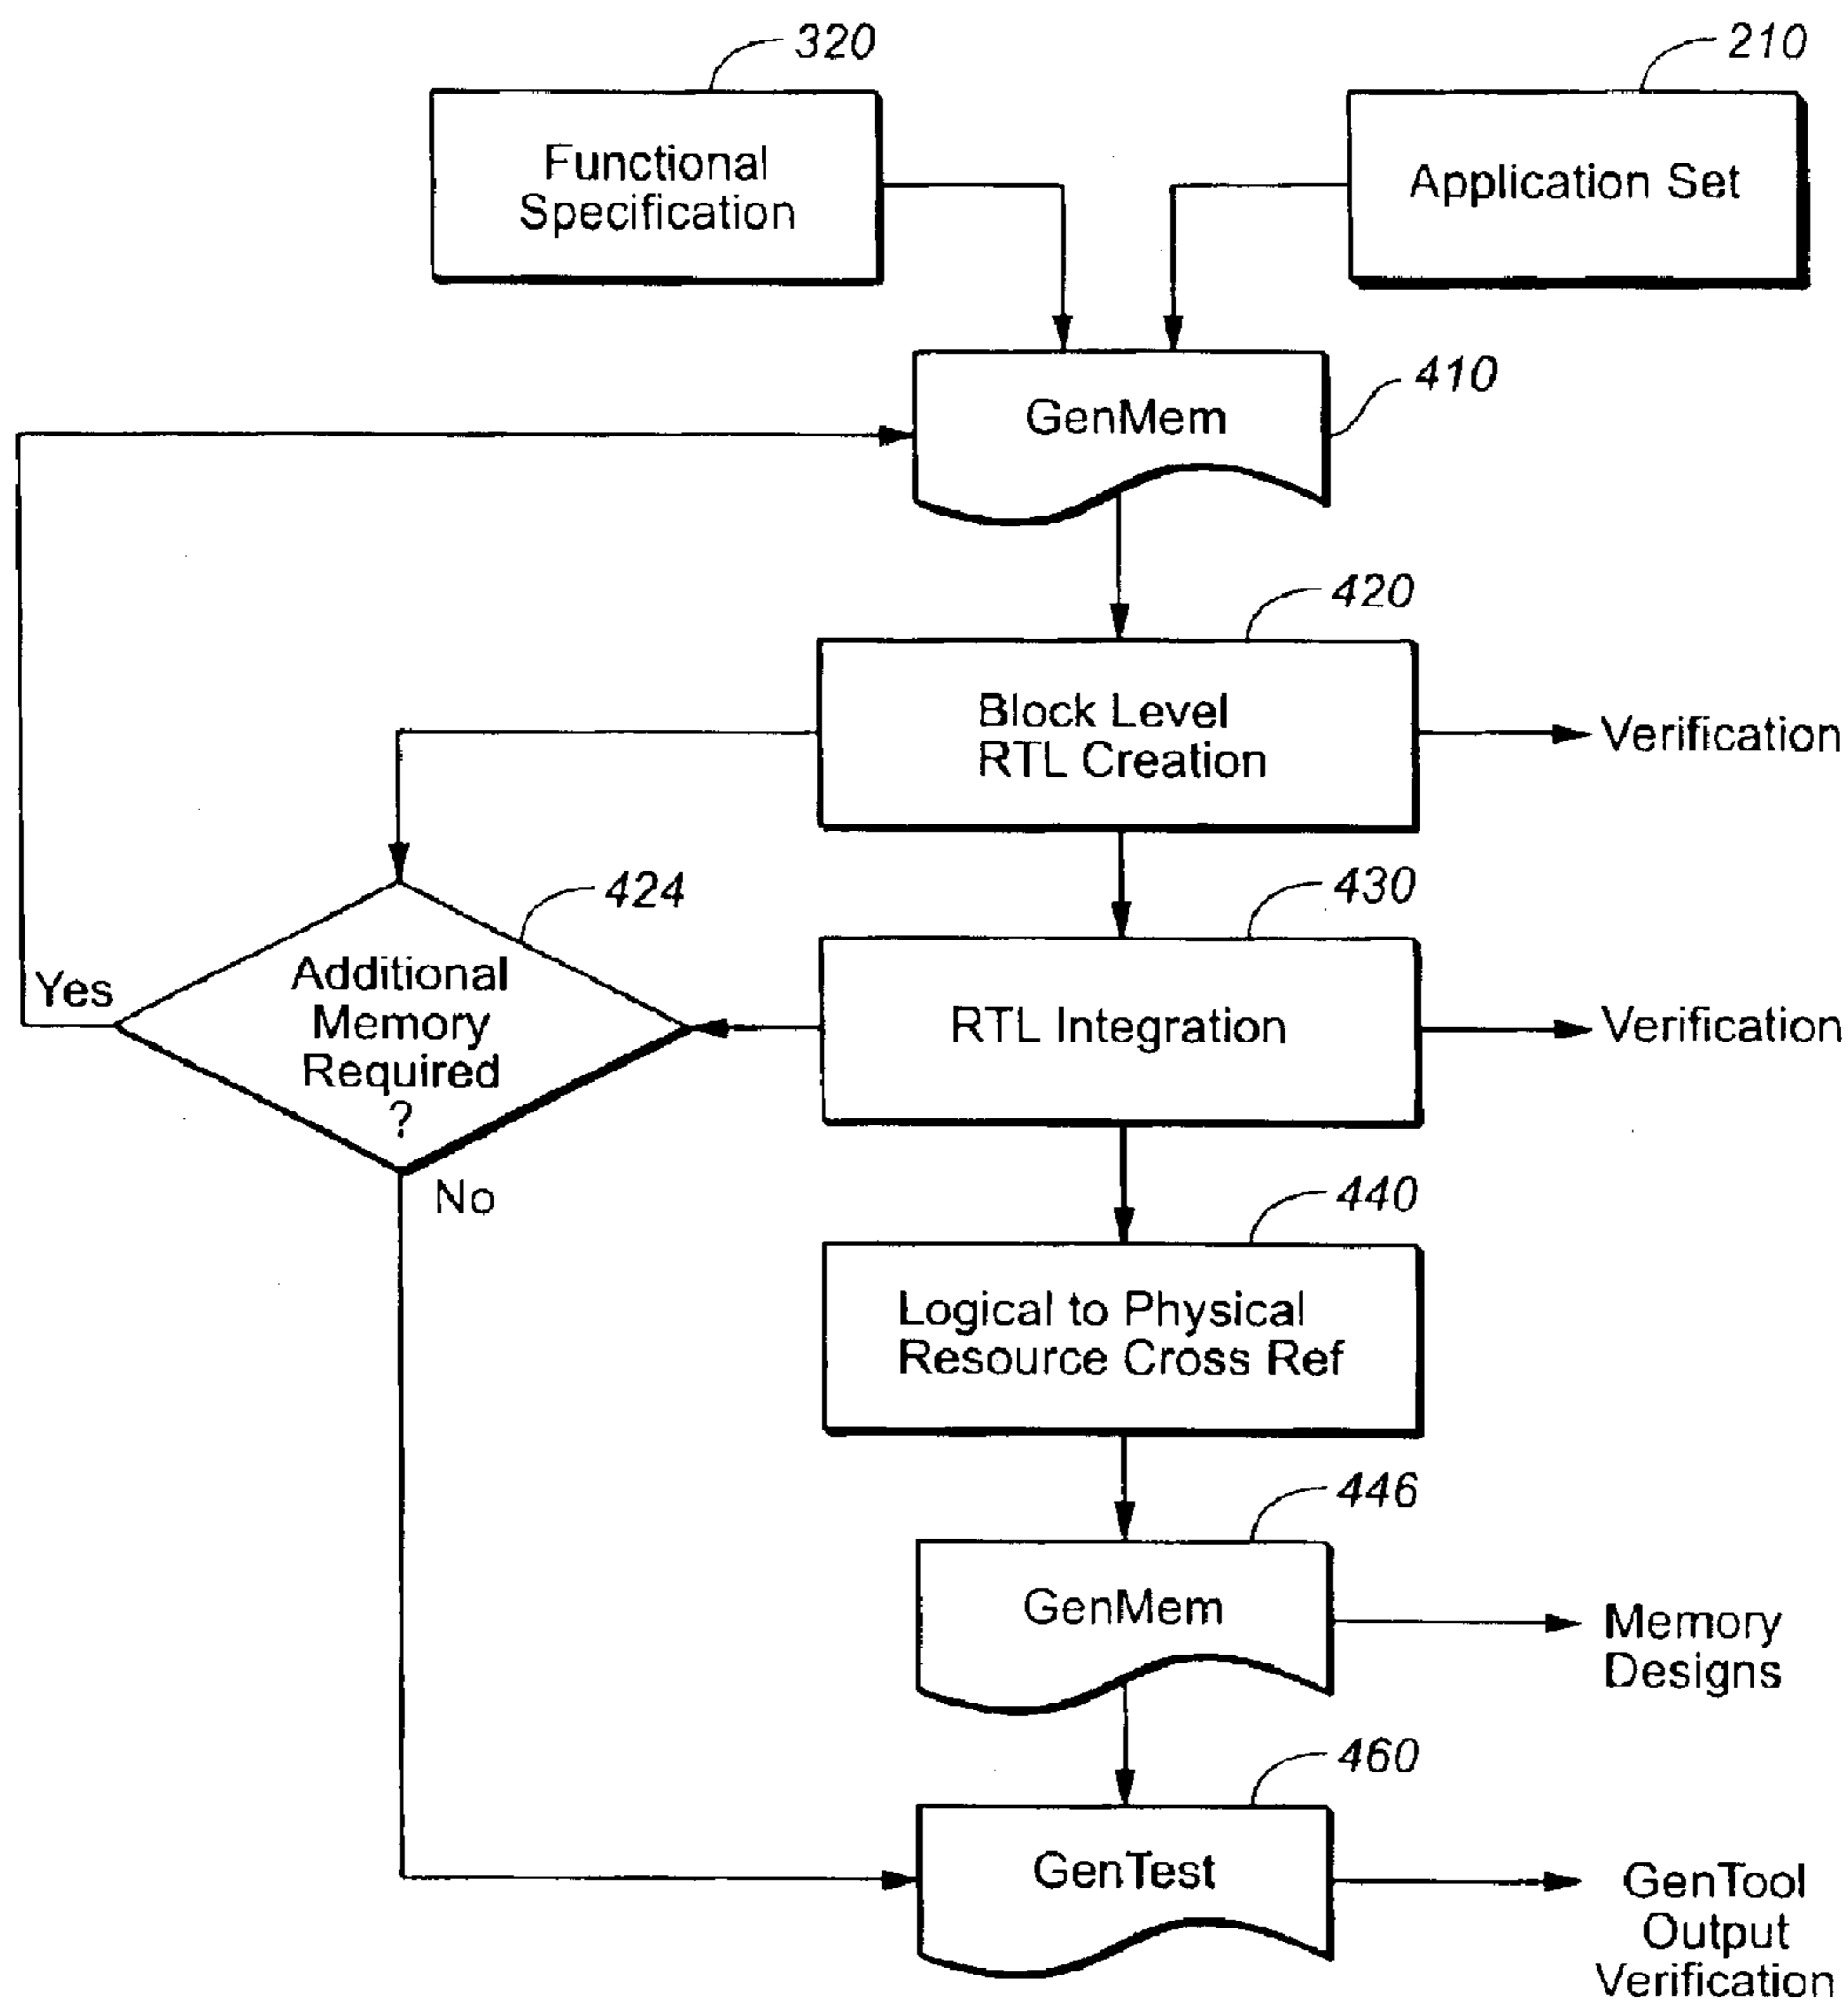 320
210
Functional
Specification
Application Set
410
GenMem
420
Block Level
RTL Creation
Verification
424
430
Yes
Additional
Memory
Required
?
RTL Integration
Verification
No
440
Logical to Physical
Resource Cross Ref
446
GenMem
Memory
Designs
460
GenTest
GenTool
Output
Verification